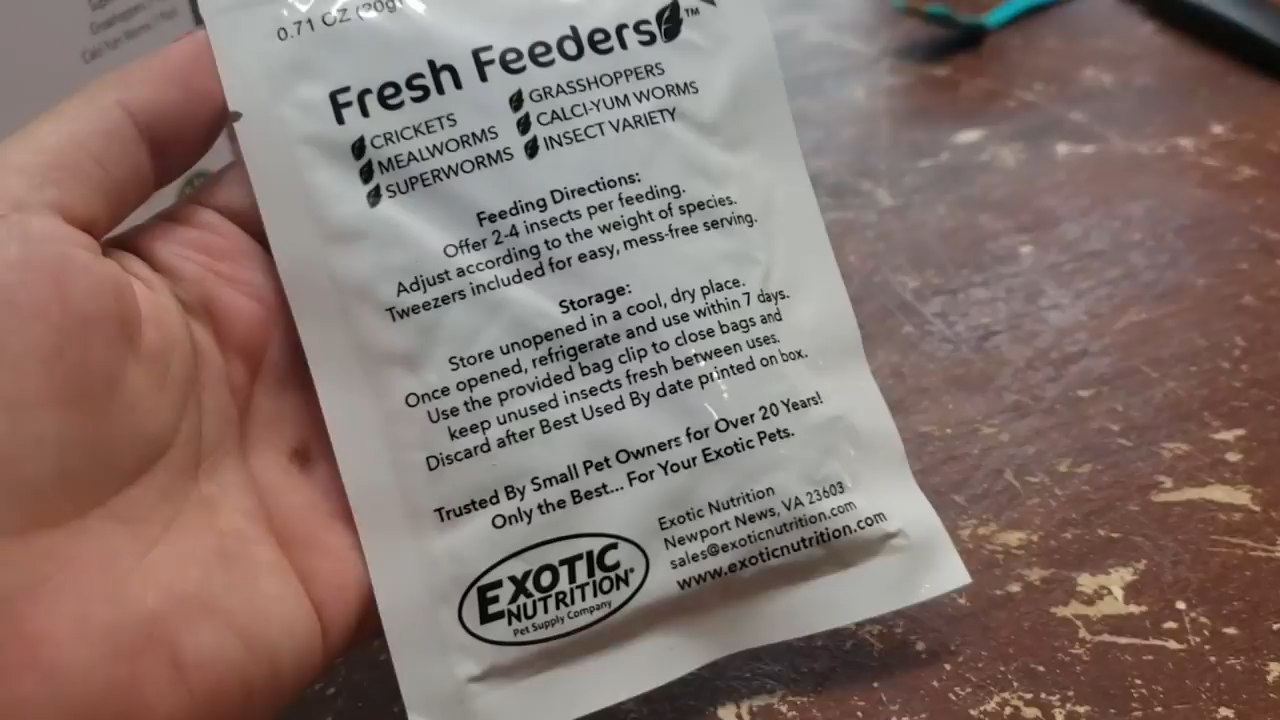 0.71 OZ (20g)
Fresh Feeders™
CRICKETS
MEALWORMS
SUPERWORMS
GRASSHOPPERS
CALCI-YUM WORMS
INSECT VARIETY
Feeding Directions:
Offer 2-4 insects per feeding.
Adjust according to the weight of species.
Tweezers included for easy, mess-free serving.
Storage:
Store unopened in a cool, dry place.
Once opened, refrigerate and use within 7 days.
Use the provided bag clip to close bags and
keep unused insects fresh between uses.
Discard after Best Used By date printed on box.
Trusted By Small Pet Owners for Over 20 Years!
Only the Best... For Your Exotic Pets.
EXOTIC
NUTRITION®
Pet Supply Company
Exotic Nutrition
Newport News, VA 23603
sales@exoticnutrition.com
www.exoticnutrition.com